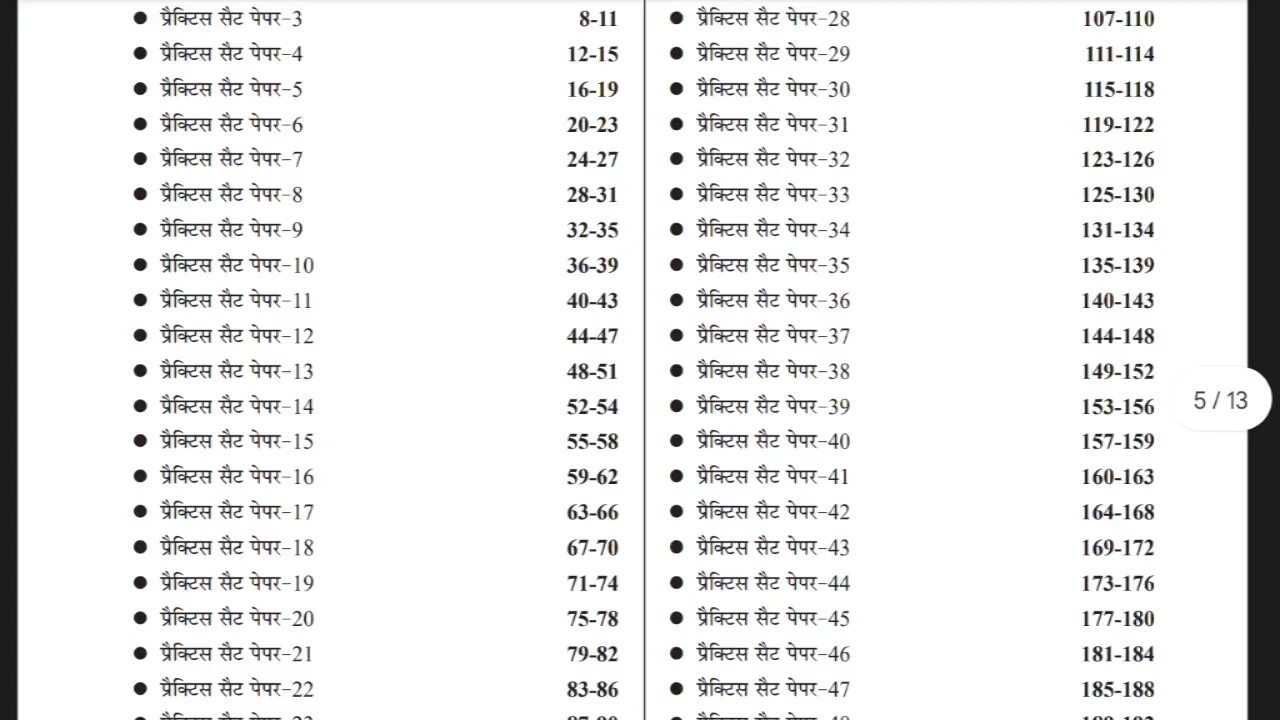 ● प्रैक्टिस सैट पेपर-3 8-11
● प्रैक्टिस सैट पेपर-4 12-15
● प्रैक्टिस सैट पेपर-5 16-19
● प्रैक्टिस सैट पेपर-6 20-23
● प्रैक्टिस सैट पेपर-7 24-27
● प्रैक्टिस सैट पेपर-8 28-31
● प्रैक्टिस सैट पेपर-9 32-35
● प्रैक्टिस सैट पेपर-10 36-39
● प्रैक्टिस सैट पेपर-11 40-43
● प्रैक्टिस सैट पेपर-12 44-47
● प्रैक्टिस सैट पेपर-13 48-51
● प्रैक्टिस सैट पेपर-14 52-54
● प्रैक्टिस सैट पेपर-15 55-58
● प्रैक्टिस सैट पेपर-16 59-62
● प्रैक्टिस सैट पेपर-17 63-66
● प्रैक्टिस सैट पेपर-18 67-70
● प्रैक्टिस सैट पेपर-19 71-74
● प्रैक्टिस सैट पेपर-20 75-78
● प्रैक्टिस सैट पेपर-21 79-82
● प्रैक्टिस सैट पेपर-22 83-86
● प्रैक्टिस सैट पेपर-28 107-110
● प्रैक्टिस सैट पेपर-29 111-114
● प्रैक्टिस सैट पेपर-30 115-118
● प्रैक्टिस सैट पेपर-31 119-122
● प्रैक्टिस सैट पेपर-32 123-126
● प्रैक्टिस सैट पेपर-33 125-130
● प्रैक्टिस सैट पेपर-34 131-134
● प्रैक्टिस सैट पेपर-35 135-139
● प्रैक्टिस सैट पेपर-36 140-143
● प्रैक्टिस सैट पेपर-37 144-148
● प्रैक्टिस सैट पेपर-38 149-152
● प्रैक्टिस सैट पेपर-39 153-156
● प्रैक्टिस सैट पेपर-40 157-159
● प्रैक्टिस सैट पेपर-41 160-163
● प्रैक्टिस सैट पेपर-42 164-168
● प्रैक्टिस सैट पेपर-43 169-172
● प्रैक्टिस सैट पेपर-44 173-176
● प्रैक्टिस सैट पेपर-45 177-180
● प्रैक्टिस सैट पेपर-46 181-184
● प्रैक्टिस सैट पेपर-47 185-188
5 / 13